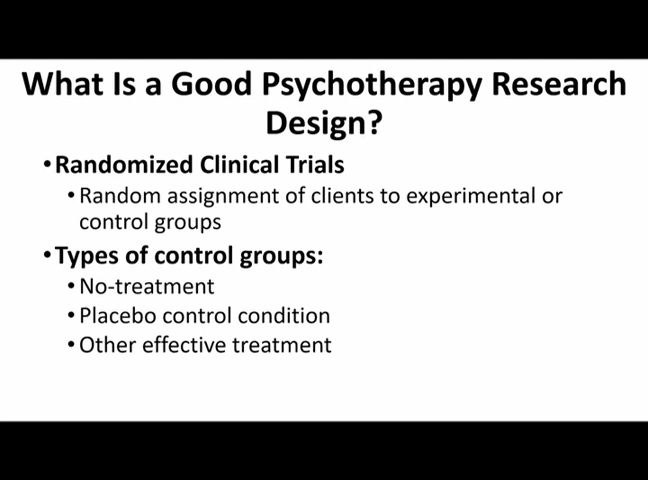 What Is a Good Psychotherapy Research
Design?
•Randomized Clinical Trials
•Random assignment of clients to experimental or
control groups
•Types of control groups:
•No-treatment
•Placebo control condition
•Other effective treatment